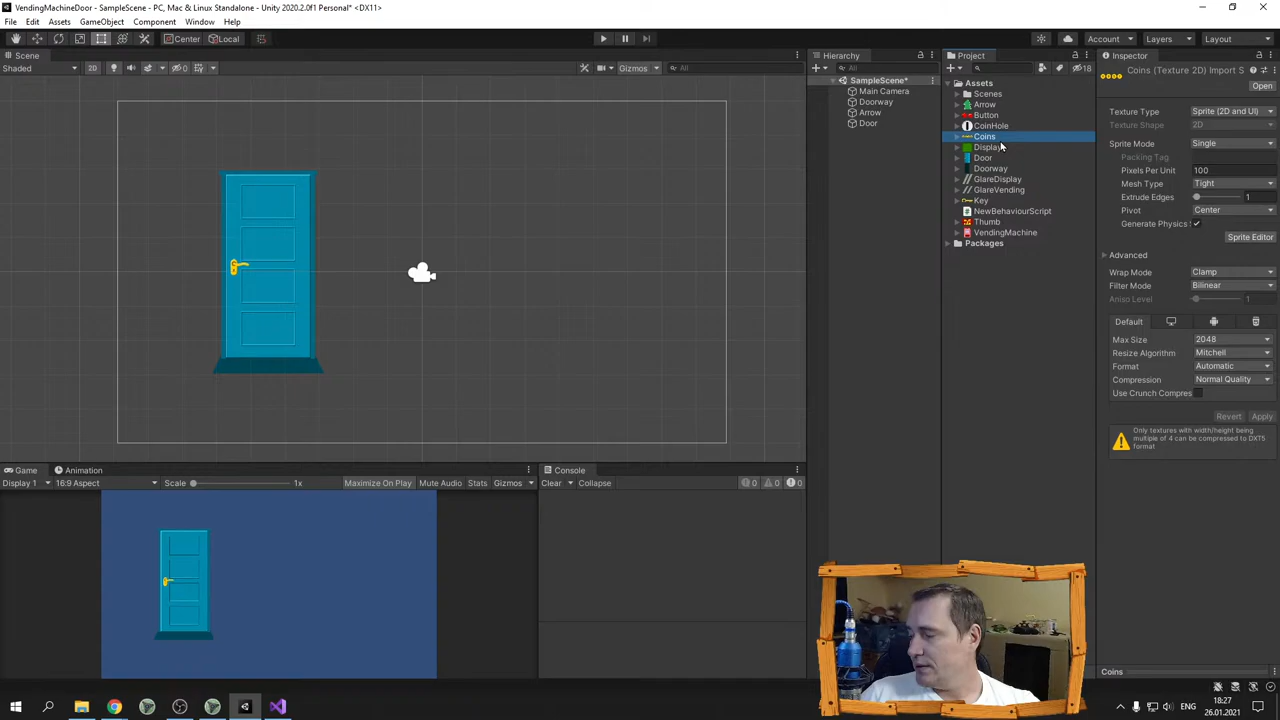 VendingMachineDoor - SampleScene - PC, Mac & Linux Standalone - Unity 2020.2.0f1 Personal* <DX11>
File Edit Assets GameObject Component Window Help
Center Local Account Layers Layout
Scene
Shaded 2D 0 Gizmos All
Hierarchy
All
SampleScene*
Main Camera
Doorway
Arrow
Door
Project
18
Assets
Scenes
Arrow
Button
CoinHole
Coins
Display
Door
Doorway
GlareDisplay
GlareVending
Key
NewBehaviourScript
Thumb
VendingMachine
Packages
Inspector
Coins (Texture 2D) Import S
Open
Texture Type Sprite (2D and UI)
Texture Shape 2D
Sprite Mode Single
Packing Tag
Pixels Per Unit 100
Mesh Type Tight
Extrude Edges 1
Pivot Center
Generate Physics
Sprite Editor
Advanced
Wrap Mode Clamp
Filter Mode Bilinear
Aniso Level 1
Default
Max Size 2048
Resize Algorithm Mitchell
Format Automatic
Compression Normal Quality
Use Crunch Compres
Revert Apply
Only textures with width/height being
multiple of 4 can be compressed to DXT5
format
Coins
Game Animation
Display 1 16:9 Aspect Scale 1x Maximize On Play Mute Audio Stats Gizmos
Console
Clear Collapse 0 0 0
18:27
26.01.2021